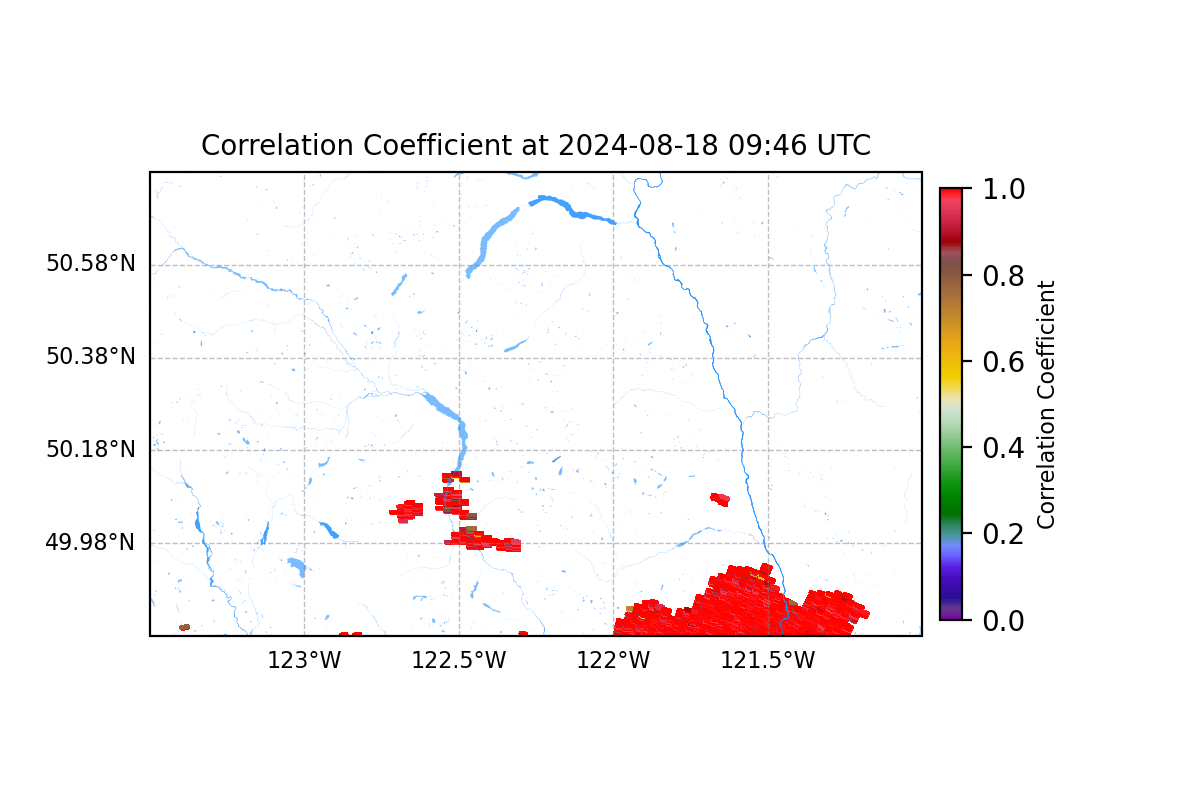 Correlation Coefficient at 2024-08-18 09:46 UTC
50.58°N
50.38°N
50.18°N
49.98°N
123°W
122.5°W
122°W
121.5°W
1.0
0.8
0.6
0.4
0.2
0.0
Correlation Coefficient